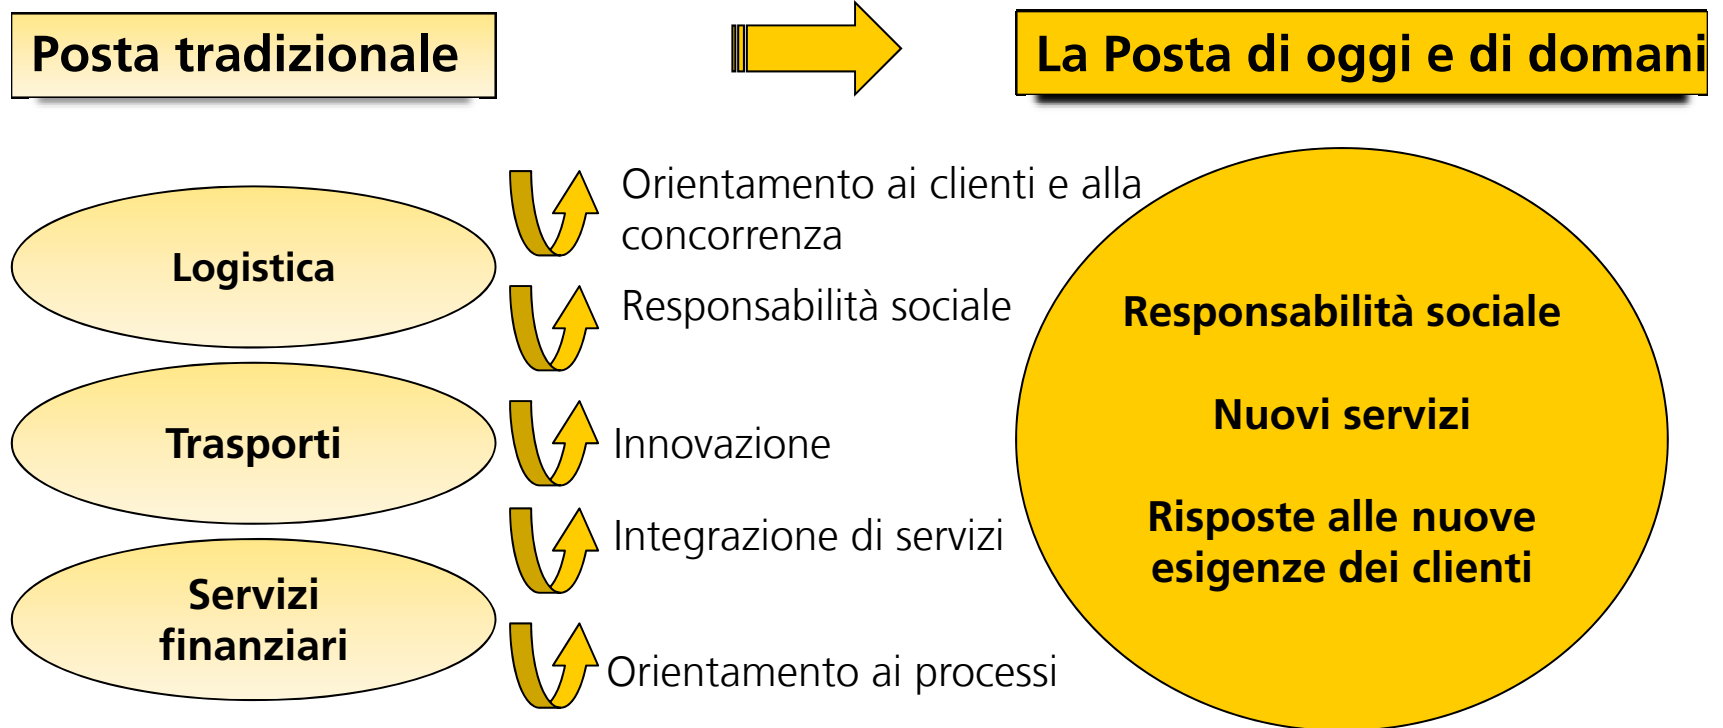 Posta tradizionale
La Posta di oggi e di domani
Logistica
Trasporti
Servizi
finanziari
Orientamento ai clienti e alla
concorrenza
Responsabilità sociale
Innovazione
Integrazione di servizi
Orientamento ai processi
Responsabilità sociale
Nuovi servizi
Risposte alle nuove
esigenze dei clienti